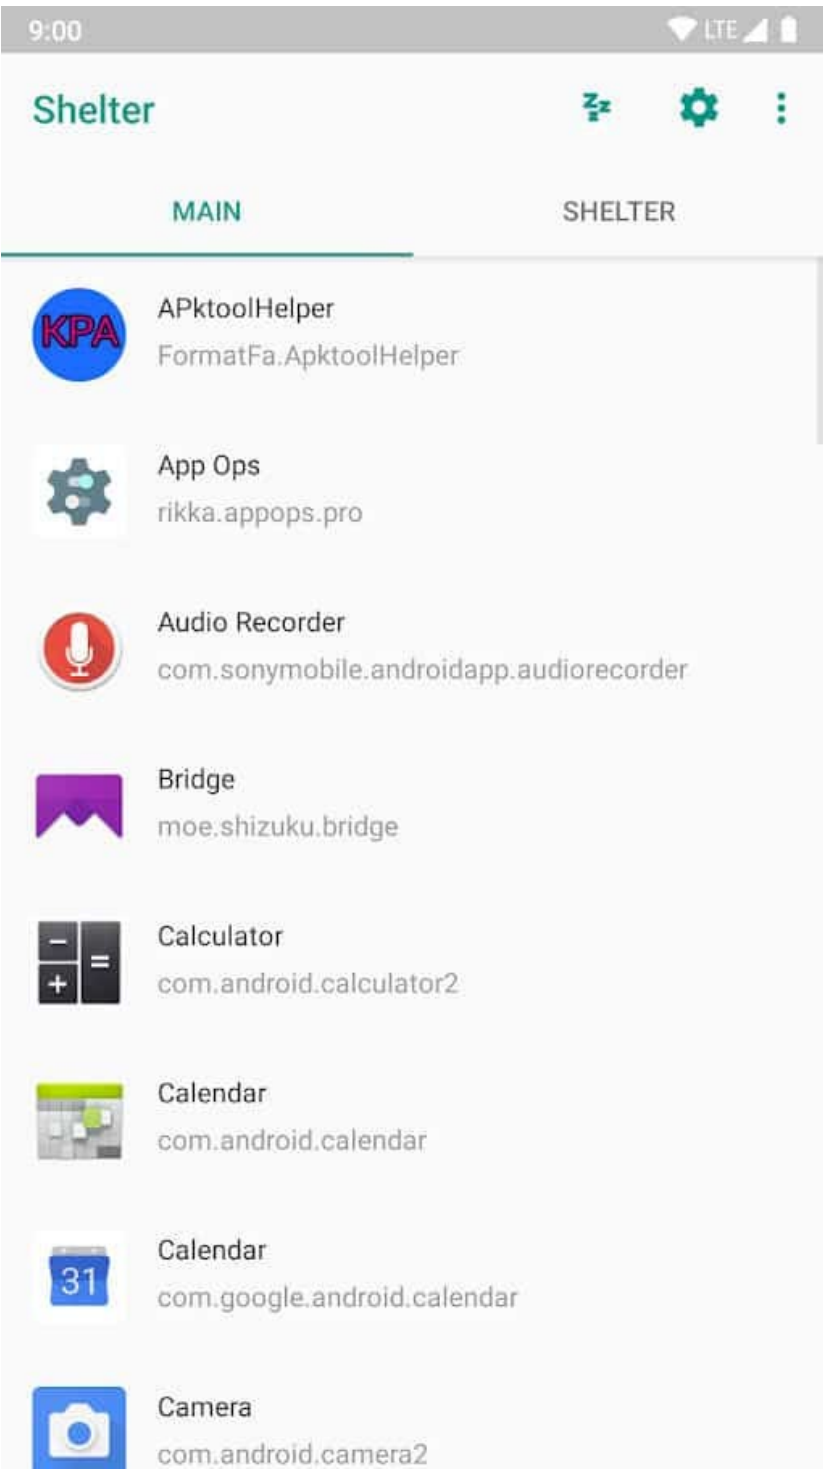 9:00 LTE
Shelter
MAIN SHELTER
KPA
APktoolHelper
FormatFa.ApktoolHelper
App Ops
rikka.appops.pro
Audio Recorder
com.sonymobile.androidapp.audiorecorder
Bridge
moe.shizuku.bridge
Calculator
com.android.calculator2
Calendar
com.android.calendar
31
Calendar
com.google.android.calendar
Camera
com.android.camera2